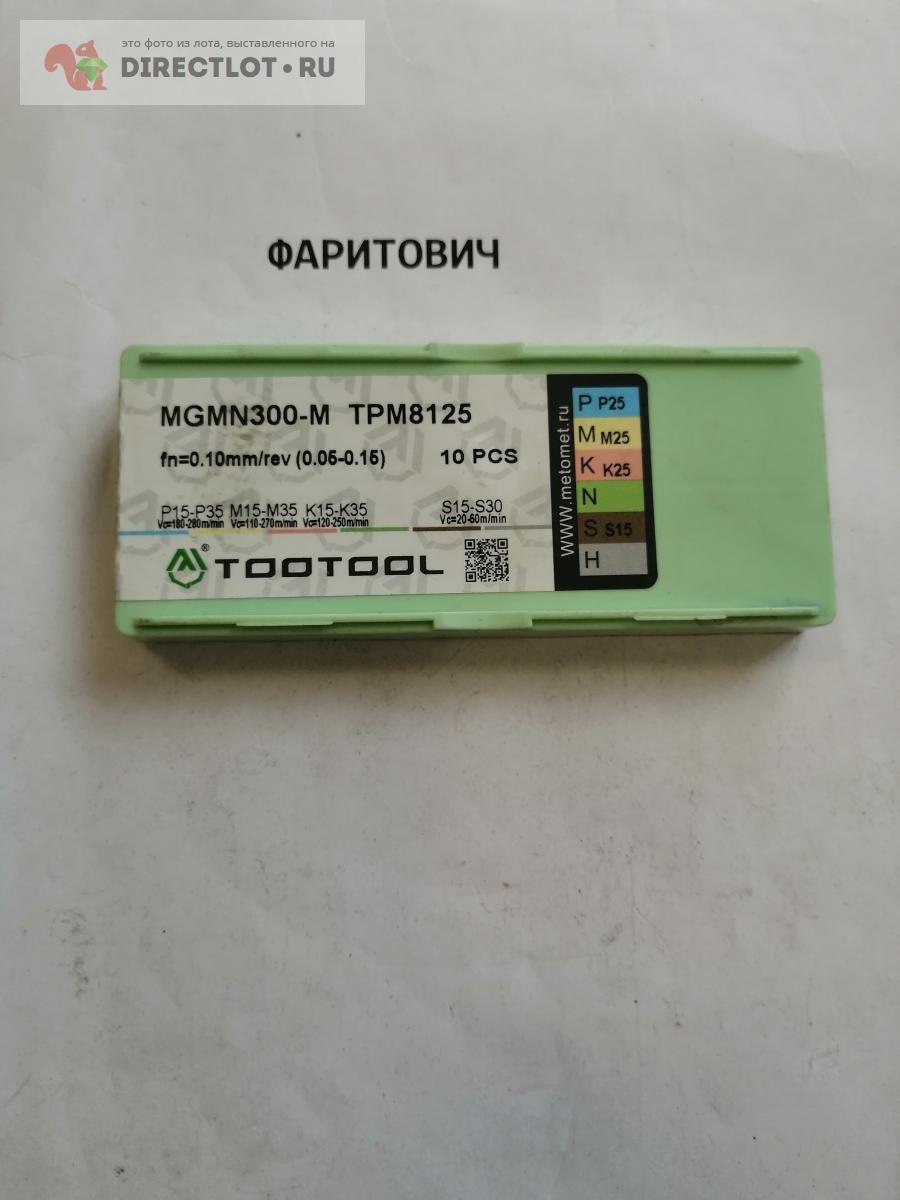 это фото из лота, выставленного на
DIRECTLOT•RU
ФАРИТОВИЧ
MGMN300-M TPM8125
fn=0.10mm/rev (0.05-0.15) 10 PCS
P15-P35 M15-M35 K15-K35 S15-S30
Vc=180-280m/min Vc=110-270m/min Vc=120-250m/min Vc=20-60m/min
® TOOTOOL
www.metomet.ru
P P25
M M25
K K25
N
S S15
H